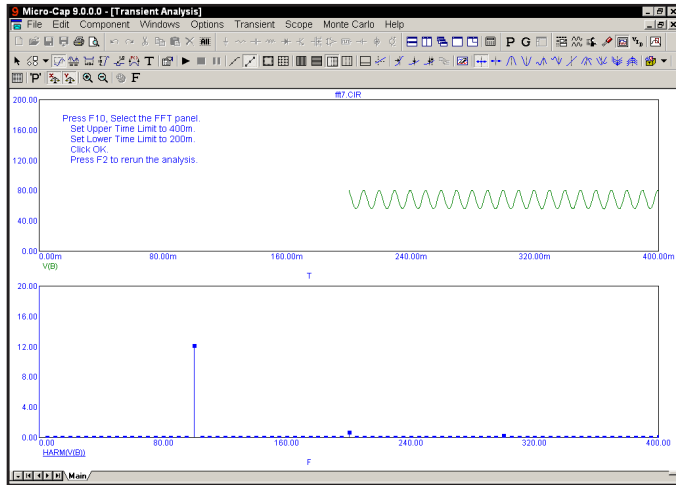 9 Micro-Cap 9.0.0.0 - [Transient Analysis]
File Edit Component Windows Options Transient Scope Monte Carlo Help
All
P G
T
'P' F
fft7.CIR
200.00
Press F10, Select the FFT panel.
Set Upper Time Limit to 400m.
160.00
Set Lower Time Limit to 200m.
Click OK.
120.00
Press F2 to rerun the analysis.
80.00
40.00
0.00
0.00m 80.00m 160.00m 240.00m 320.00m 400.00m
V(B)
T
20.00
16.00
12.00
8.00
4.00
0.00
0.00 80.00 160.00 240.00 320.00 400.00
HARM(V(B))
F
Main